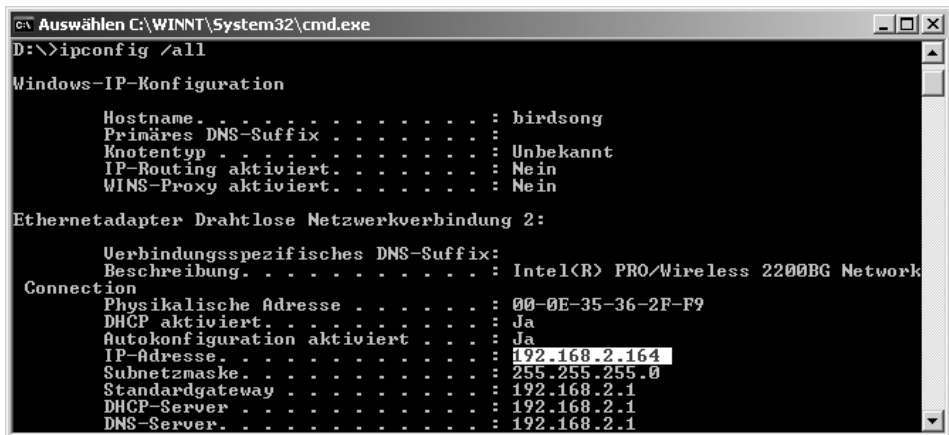 Auswählen C:\WINNT\System32\cmd.exe
D:\>ipconfig /all
Windows-IP-Konfiguration
Hostname. . . . . . . . . . . . . : birdsong
Primäres DNS-Suffix . . . . . . . :
Knotentyp . . . . . . . . . . . . : Unbekannt
IP-Routing aktiviert. . . . . . . : Nein
WINS-Proxy aktiviert. . . . . . . : Nein
Ethernetadapter Drahtlose Netzwerkverbindung 2:
Verbindungsspezifisches DNS-Suffix:
Beschreibung. . . . . . . . . . . : Intel(R) PRO/Wireless 2200BG Network
Connection
Physikalische Adresse . . . . . . : 00-0E-35-36-2F-F9
DHCP aktiviert. . . . . . . . . . : Ja
Autokonfiguration aktiviert . . . : Ja
IP-Adresse. . . . . . . . . . . . : 192.168.2.164
Subnetzmaske. . . . . . . . . . . : 255.255.255.0
Standardgateway . . . . . . . . . : 192.168.2.1
DHCP-Server . . . . . . . . . . . : 192.168.2.1
DNS-Server. . . . . . . . . . . . : 192.168.2.1